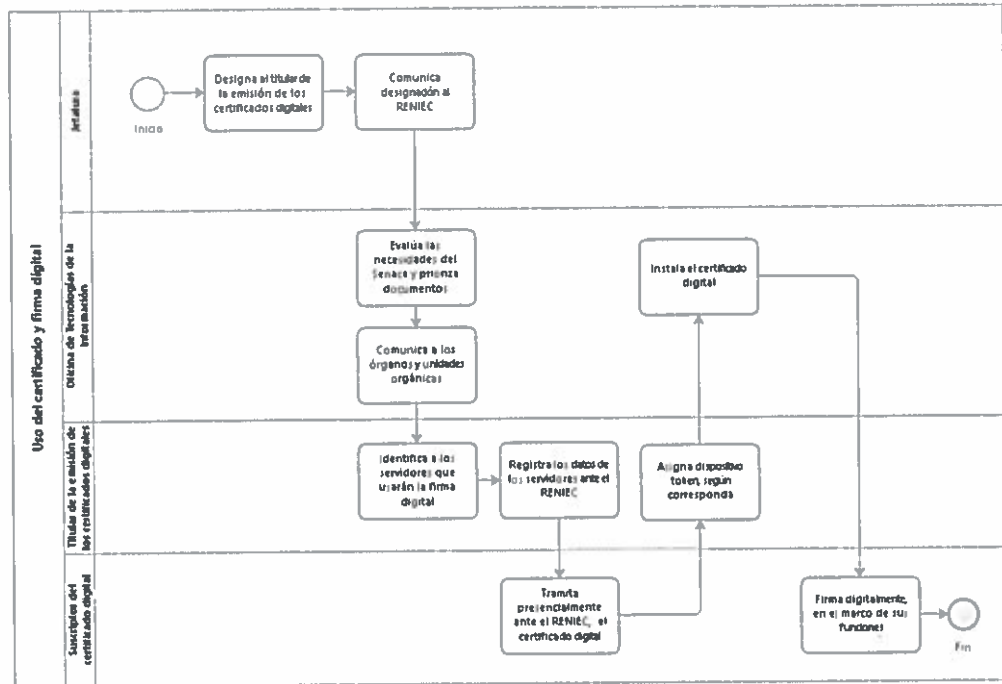 Uso del certificado y firma digital
Jefatura
Inicio
Designa al titular de
la emisión de los
certificados digitales
Comunica
designación al
RENIEC
Oficina de Tecnologías de la
Información
Evalúa las
necesidades del
Senace y prioriza
documentos
Comunica a los
órganos y unidades
orgánicas
Instala el certificado
digital
Titular de la emisión de
los certificados digitales
Identifica a los
servidores que
usarán la firma
digital
Registra los datos de
los servidores ante el
RENIEC
Asigna dispositivo
token, según
corresponda
Suscriptor del
certificado digital
Tramita
presencialmente
ante el RENIEC, el
certificado digital
Firma digitalmente,
en el marco de sus
funciones
Fin